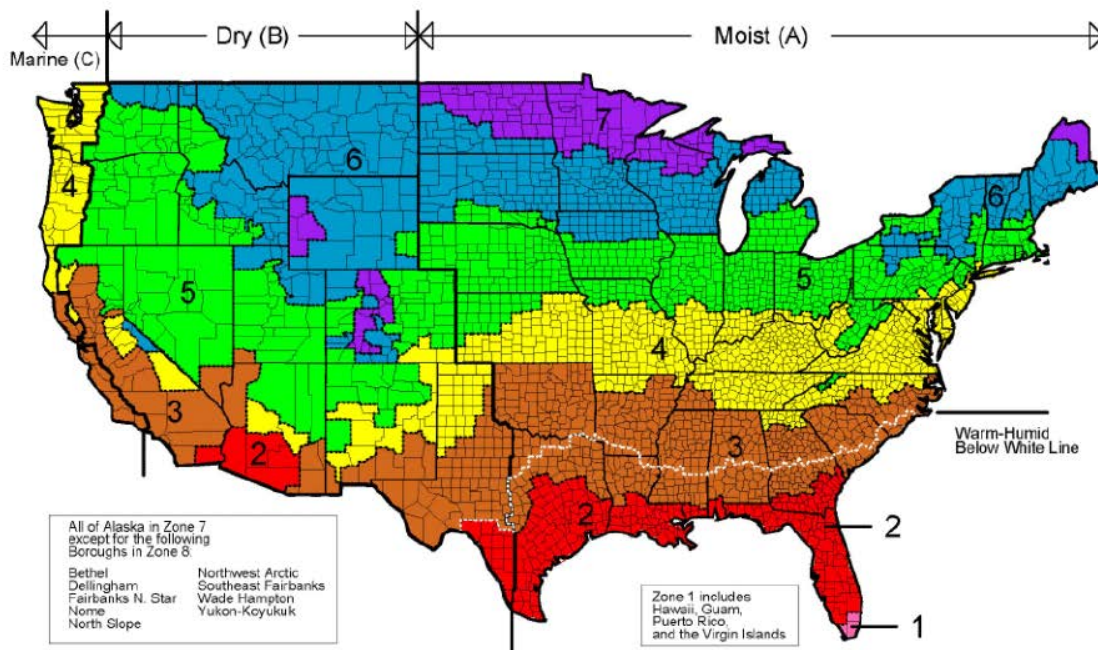 Marine (C)
Dry (B)
Moist (A)
7
6
4
6
5
5
4
3
3
2
Warm-Humid
Below White Line
2
2
1
All of Alaska in Zone 7
except for the following
Boroughs in Zone 8:
Bethel
Dellingham
Fairbanks N. Star
Nome
North Slope
Northwest Arctic
Southeast Fairbanks
Wade Hampton
Yukon-Koyukuk
Zone 1 includes
Hawaii, Guam,
Puerto Rico,
and the Virgin Islands